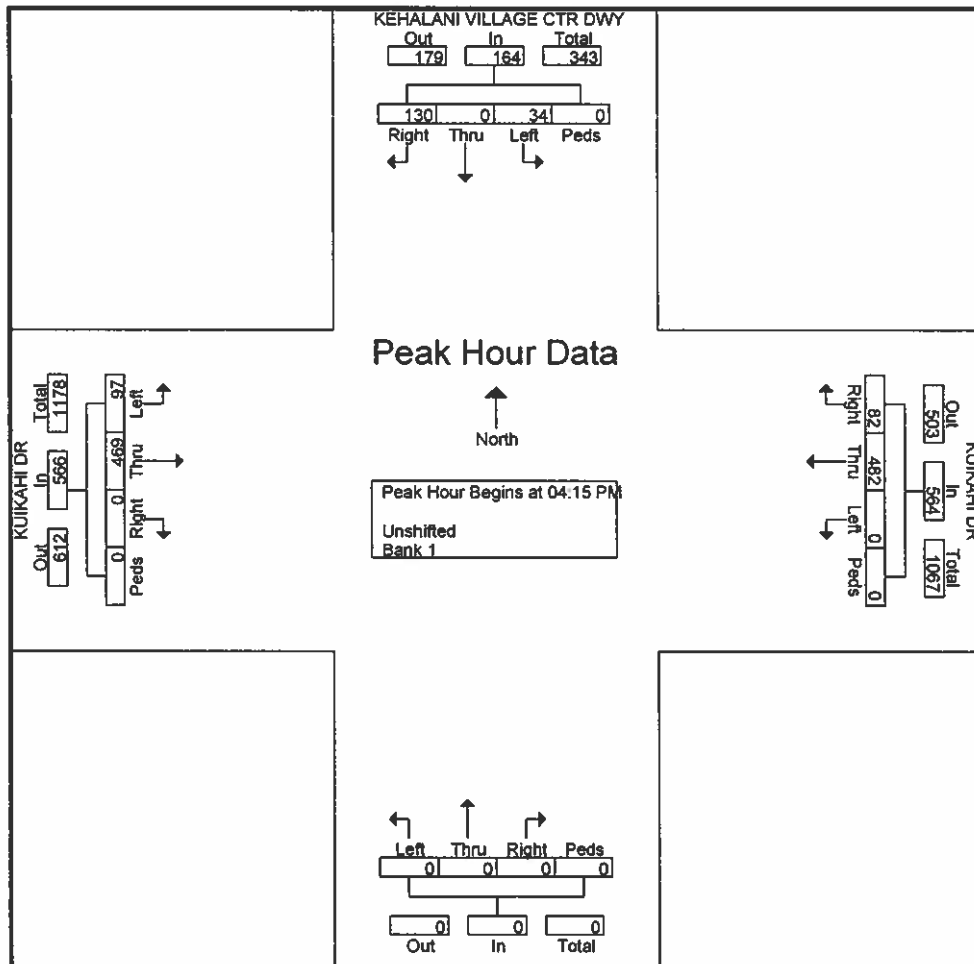 KEHALANI VILLAGE CTR DWY
Out In Total
179 164 343
130 0 34 0
Right Thru Left Peds
Peak Hour Data
North
Peak Hour Begins at 04:15 PM
Unshifted
Bank 1
KUIKAHI DR
Out In Total
612 566 1178
97 469 0 0
Left Thru Right Peds
KUIKAHI DR
Out In Total
503 564 1067
82 482 0 0
Right Thru Left Peds
Left Thru Right Peds
0 0 0 0
0 0 0
Out In Total